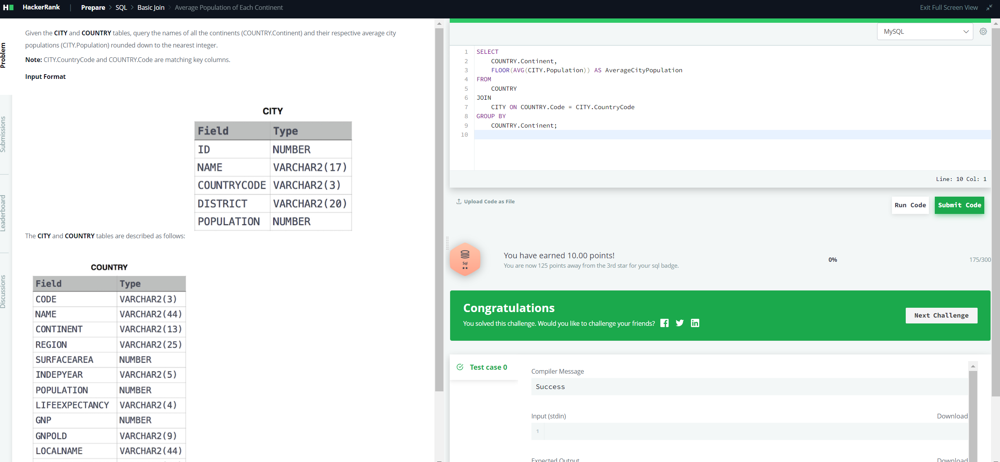 HackerRank | Prepare > SQL > Basic Join > Average Population of Each Continent
Exit Full Screen View
Problem
Submissions
Leaderboard
Discussions
Given the CITY and COUNTRY tables, query the names of all the continents (COUNTRY.Continent) and their respective average city
populations (CITY.Population) rounded down to the nearest integer.
Note: CITY.CountryCode and COUNTRY.Code are matching key columns.
Input Format
CITY
Field Type
ID NUMBER
NAME VARCHAR2(17)
COUNTRYCODE VARCHAR2(3)
DISTRICT VARCHAR2(20)
POPULATION NUMBER
The CITY and COUNTRY tables are described as follows:
COUNTRY
Field Type
CODE VARCHAR2(3)
NAME VARCHAR2(44)
CONTINENT VARCHAR2(13)
REGION VARCHAR2(25)
SURFACEAREA NUMBER
INDEPYEAR VARCHAR2(5)
POPULATION NUMBER
LIFEEXPECTANCY VARCHAR2(4)
GNP NUMBER
GNPOLD VARCHAR2(9)
LOCALNAME VARCHAR2(44)
MySQL
1 SELECT
2 COUNTRY.Continent,
3 FLOOR(AVG(CITY.Population)) AS AverageCityPopulation
4 FROM
5 COUNTRY
6 JOIN
7 CITY ON COUNTRY.Code = CITY.CountryCode
8 GROUP BY
9 COUNTRY.Continent;
10
Line: 10 Col: 1
Upload Code as File
Run Code
Submit Code
Sql
You have earned 10.00 points!
You are now 125 points away from the 3rd star for your sql badge.
0%
175/300
Congratulations
You solved this challenge. Would you like to challenge your friends?
Next Challenge
Test case 0
Compiler Message
Success
Input (stdin)
Download
1
Expected Output
Download